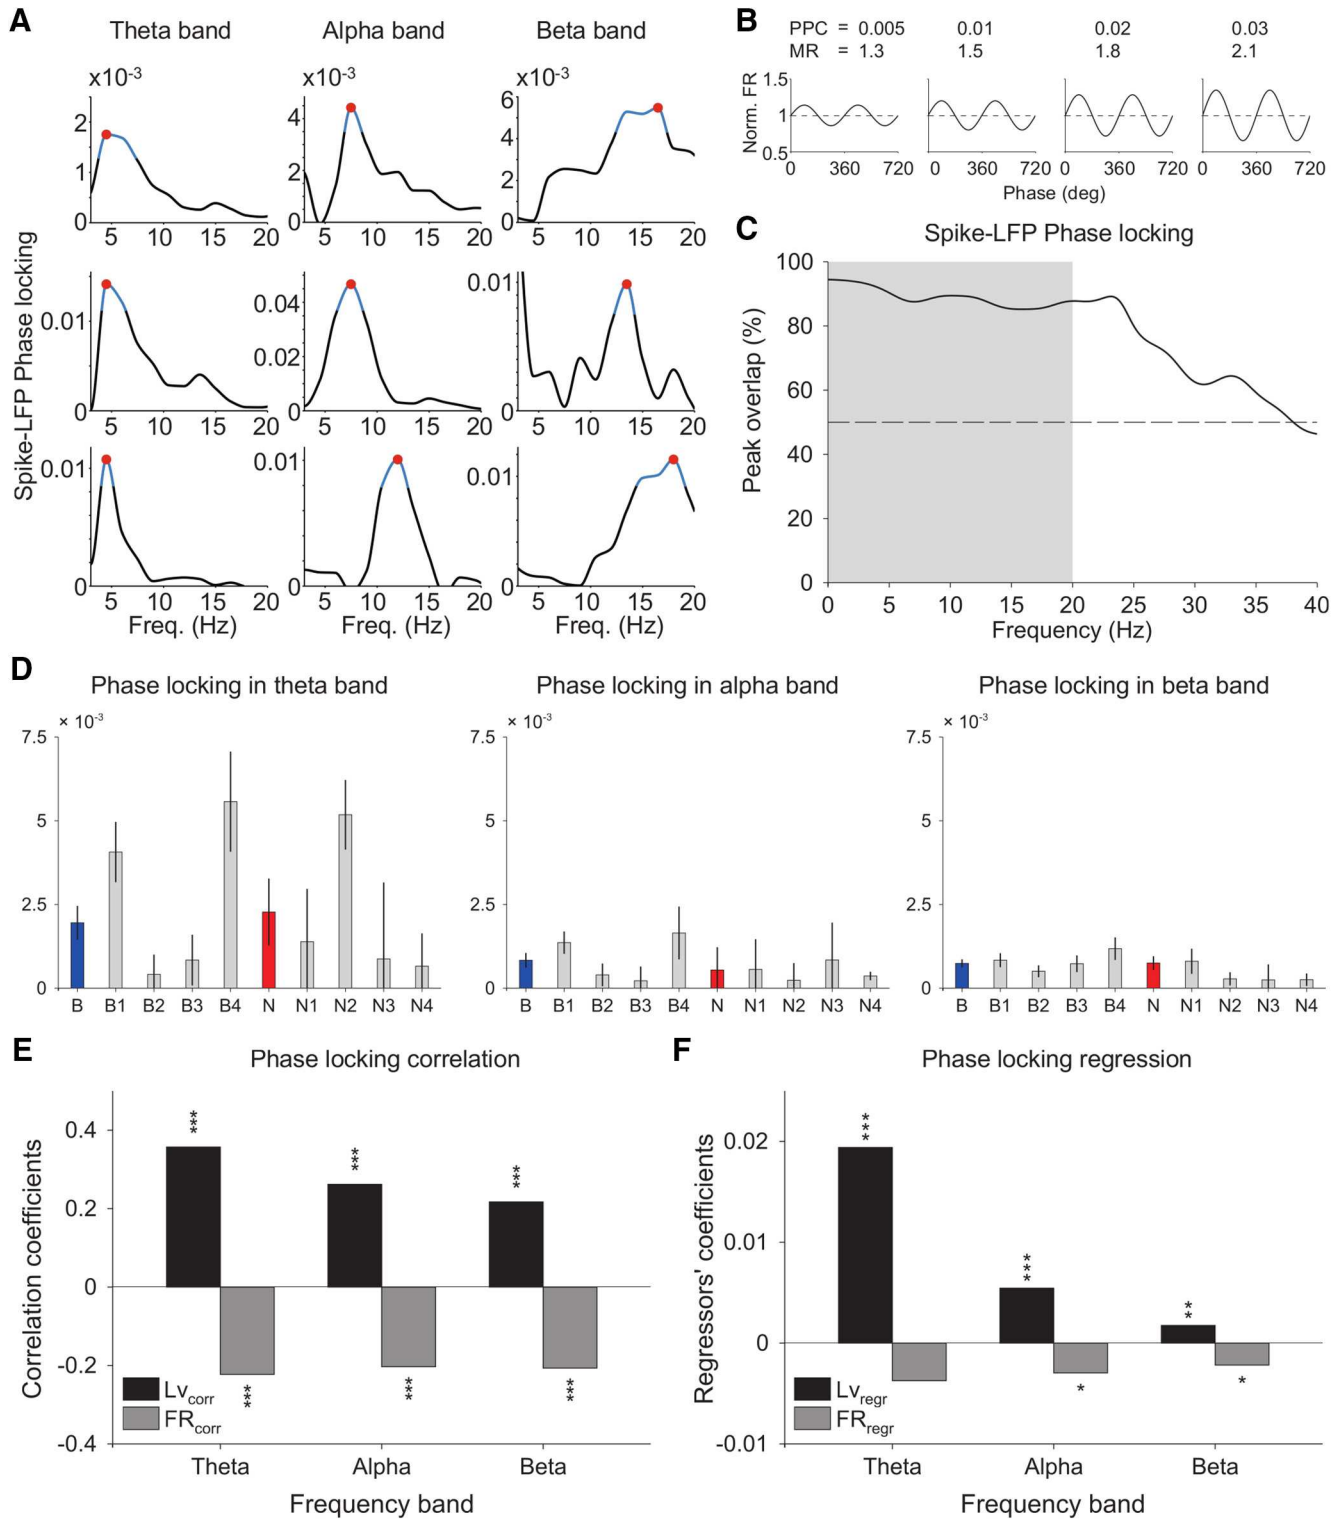 A
Theta band
Alpha band
Beta band
x10-3
x10-3
x10-3
Spike-LFP Phase locking
2
1
0
5 10 15 20
4
2
0
5 10 15 20
6
4
2
0
5 10 15 20
0.01
0
5 10 15 20
0.04
0.02
0
5 10 15 20
0.01
0
5 10 15 20
0.01
0
5 10 15 20
Freq. (Hz)
0.01
0
5 10 15 20
Freq. (Hz)
0.01
0
5 10 15 20
Freq. (Hz)
B
PPC = 0.005 0.01 0.02 0.03
MR = 1.3 1.5 1.8 2.1
Norm. FR
1.5
1
0.5
0 360 720
0 360 720
0 360 720
0 360 720
Phase (deg)
C
Spike-LFP Phase locking
Peak overlap (%)
100
80
60
40
20
0
0 5 10 15 20 25 30 35 40
Frequency (Hz)
D
Phase locking in theta band
× 10-3
7.5
5
2.5
0
B B1 B2 B3 B4 N N1 N2 N3 N4
Phase locking in alpha band
× 10-3
7.5
5
2.5
0
B B1 B2 B3 B4 N N1 N2 N3 N4
Phase locking in beta band
× 10-3
7.5
5
2.5
0
B B1 B2 B3 B4 N N1 N2 N3 N4
E
Phase locking correlation
Correlation coefficients
0.4
0.2
0
-0.2
-0.4
***
***
***
***
***
***
Lvcorr
FRcorr
Theta Alpha Beta
Frequency band
F
Phase locking regression
Regressors' coefficients
0.02
0.01
0
-0.01
***
***
**
*
*
Lvregr
FRregr
Theta Alpha Beta
Frequency band